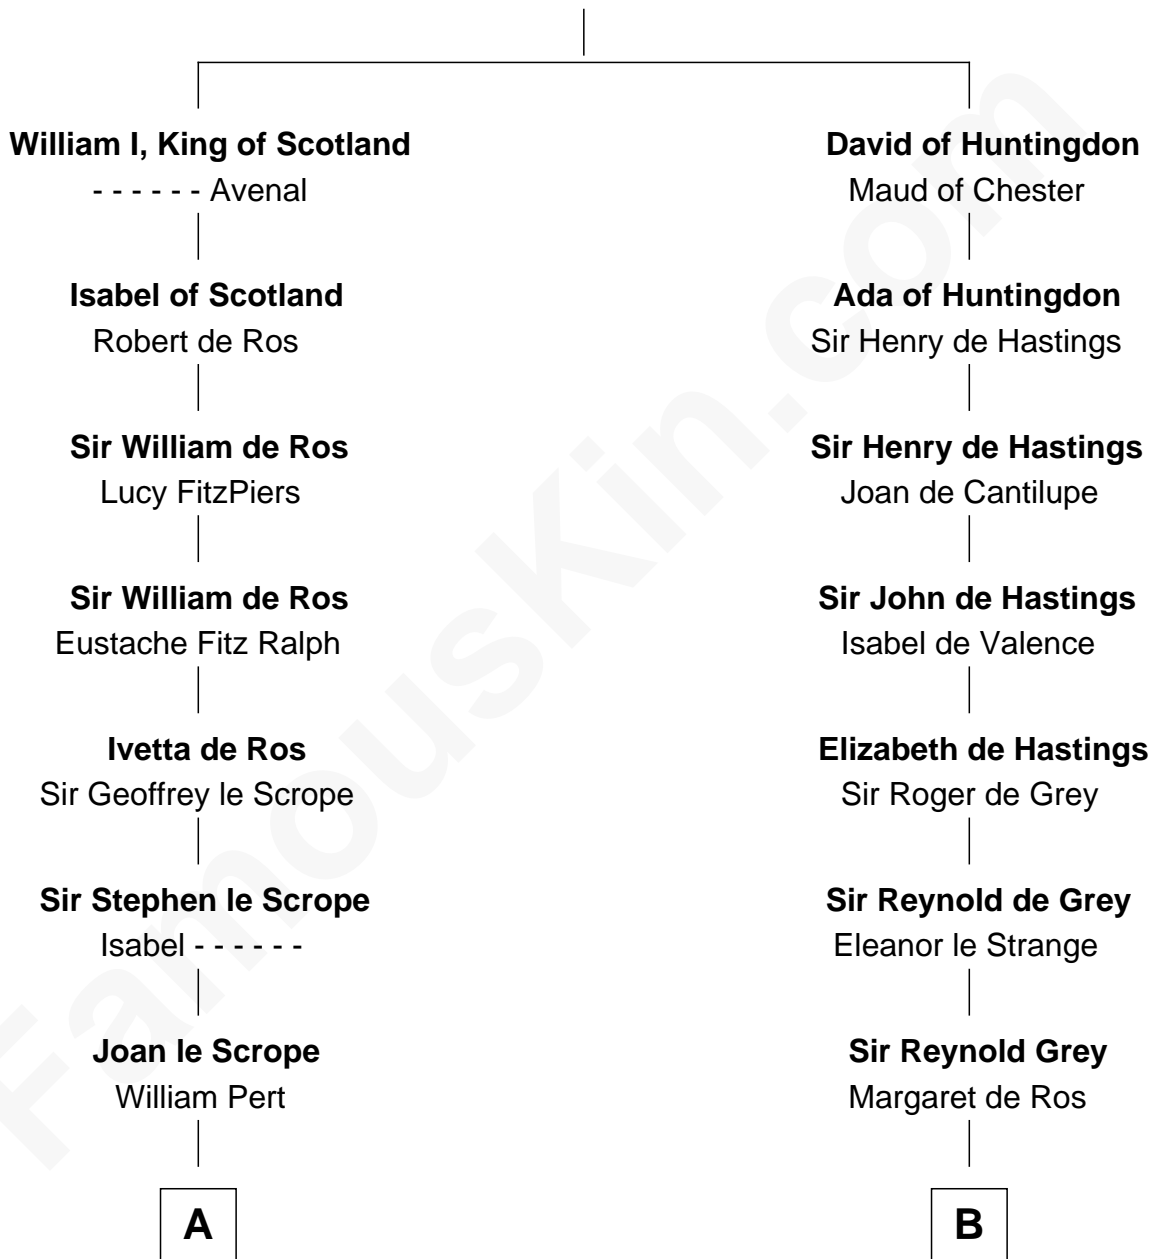 William I, King of Scotland
- - - - - - Avenal
Isabel of Scotland
Robert de Ros
Sir William de Ros
Lucy FitzPiers
Sir William de Ros
Eustache Fitz Ralph
Ivetta de Ros
Sir Geoffrey le Scrope
Sir Stephen le Scrope
Isabel - - - - - -
Joan le Scrope
William Pert
A
David of Huntingdon
Maud of Chester
Ada of Huntingdon
Sir Henry de Hastings
Sir Henry de Hastings
Joan de Cantilupe
Sir John de Hastings
Isabel de Valence
Elizabeth de Hastings
Sir Roger de Grey
Sir Reynold de Grey
Eleanor le Strange
Sir Reynold Grey
Margaret de Ros
B
FamousKin.com